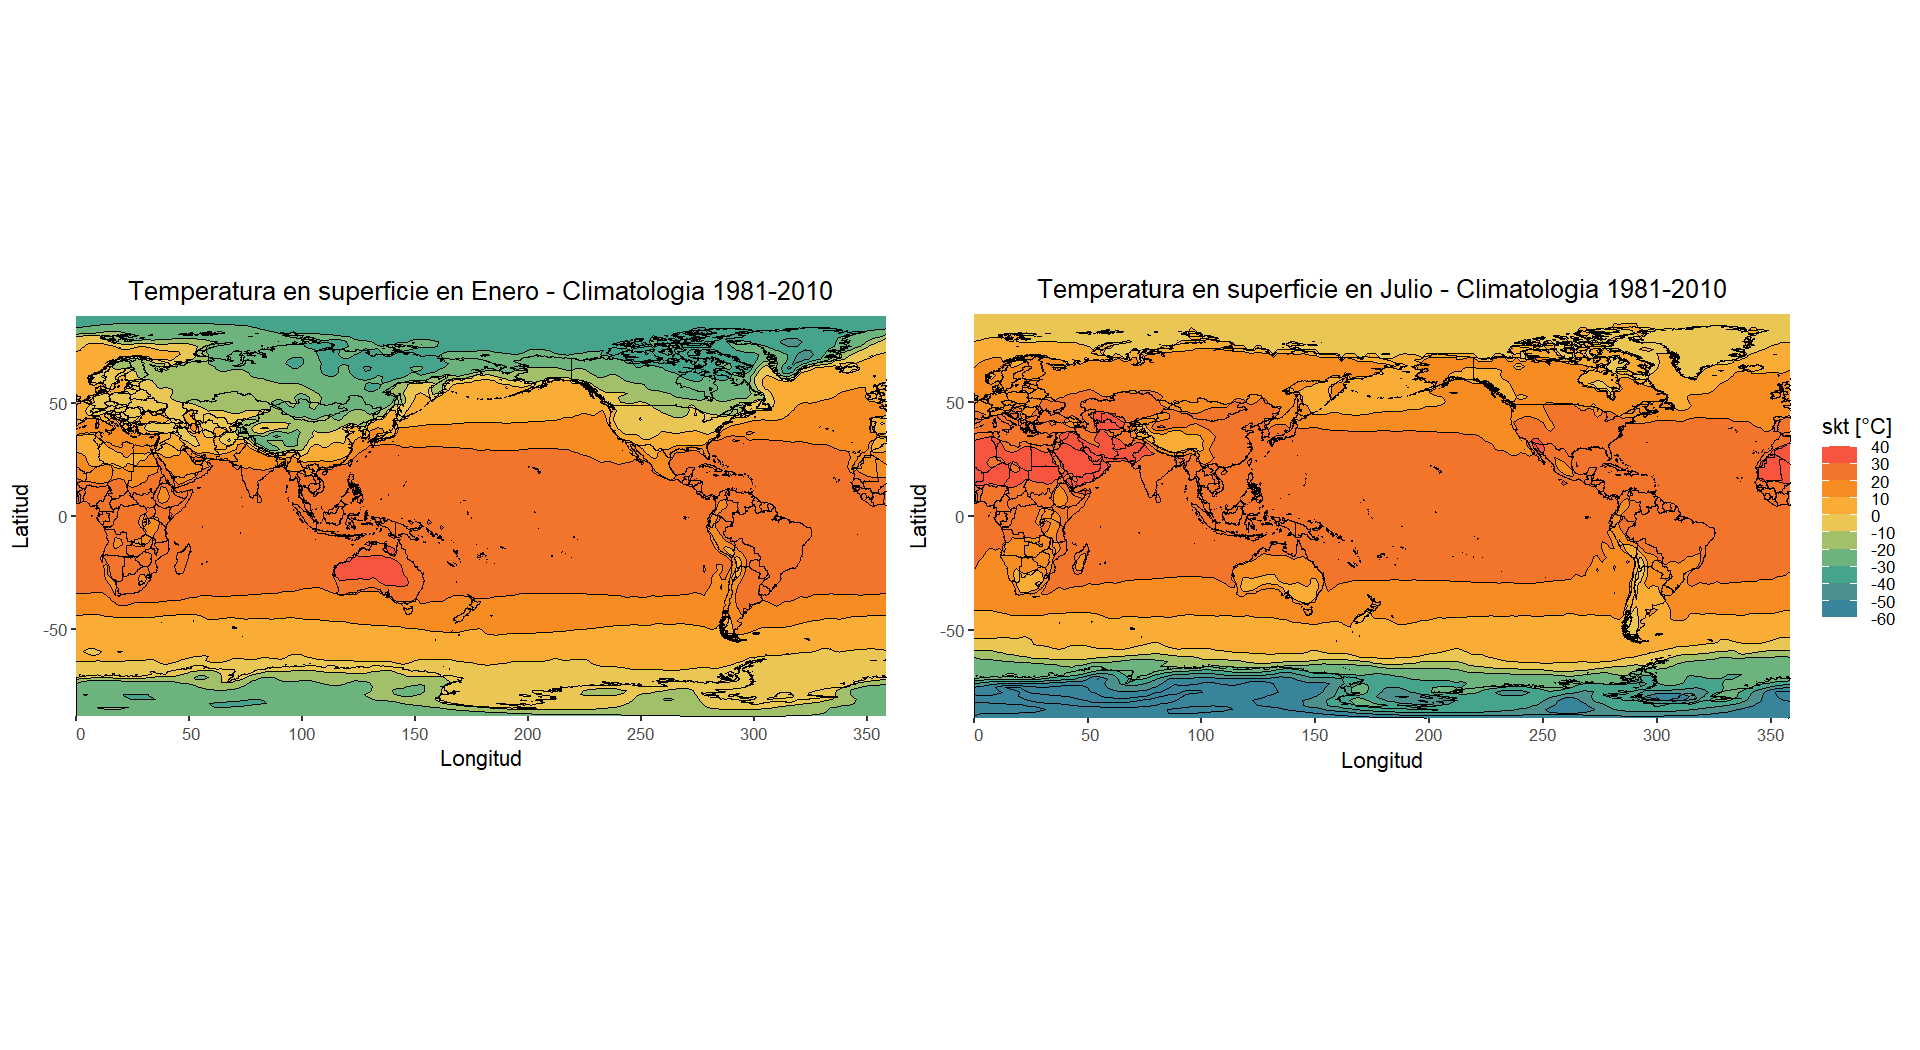 Temperatura en superficie en Enero - Climatologia 1981-2010
Latitud
50
0
-50
0 50 100 150 200 250 300 350
Longitud
Temperatura en superficie en Julio - Climatologia 1981-2010
Latitud
50
0
-50
0 50 100 150 200 250 300 350
Longitud
skt [°C]
40
30
20
10
0
-10
-20
-30
-40
-50
-60